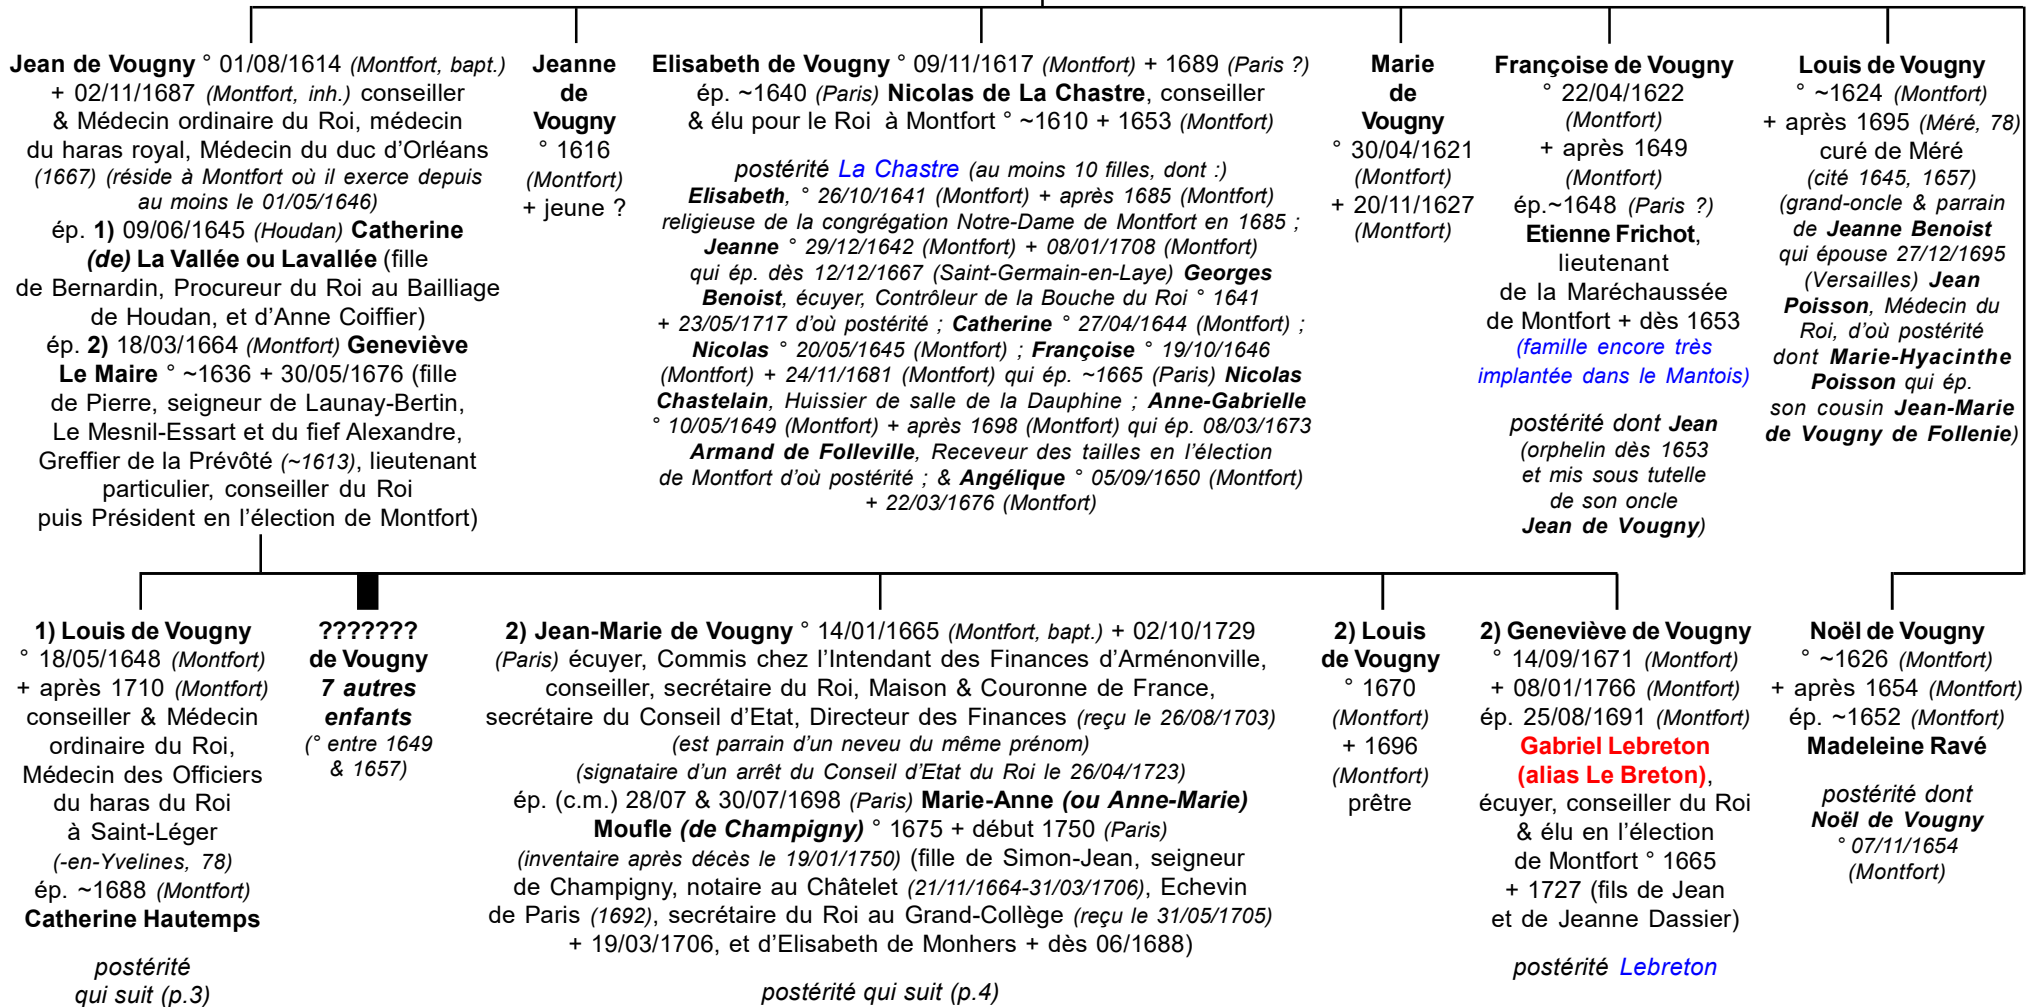 Jean de Vougny ° 01/08/1614 (Montfort, bapt.)
+ 02/11/1687 (Montfort, inh.) conseiller
& Médecin ordinaire du Roi, médecin
du haras royal, Médecin du duc d'Orléans
(1667) (réside à Montfort où il exerce depuis
au moins le 01/05/1646)
ép. 1) 09/06/1645 (Houdan) Catherine
(de) La Vallée ou Lavallée (fille
de Bernardin, Procureur du Roi au Bailliage
de Houdan, et d'Anne Coiffier)
ép. 2) 18/03/1664 (Montfort) Geneviève
Le Maire ° ~1636 + 30/05/1676 (fille
de Pierre, seigneur de Launay-Bertin,
Le Mesnil-Essart et du fief Alexandre,
Greffier de la Prévôté (~1613), lieutenant
particulier, conseiller du Roi
puis Président en l'élection de Montfort)
Jeanne
de
Vougny
° 1616
(Montfort)
+ jeune ?
Elisabeth de Vougny ° 09/11/1617 (Montfort) + 1689 (Paris ?)
ép. ~1640 (Paris) Nicolas de La Chastre, conseiller
& élu pour le Roi à Montfort ° ~1610 + 1653 (Montfort)
postérité La Chastre (au moins 10 filles, dont :)
Elisabeth, ° 26/10/1641 (Montfort) + après 1685 (Montfort)
religieuse de la congrégation Notre-Dame de Montfort en 1685 ;
Jeanne ° 29/12/1642 (Montfort) + 08/01/1708 (Montfort)
qui ép. dès 12/12/1667 (Saint-Germain-en-Laye) Georges
Benoist, écuyer, Contrôleur de la Bouche du Roi ° 1641
+ 23/05/1717 d'où postérité ; Catherine ° 27/04/1644 (Montfort) ;
Nicolas ° 20/05/1645 (Montfort) ; Françoise ° 19/10/1646
(Montfort) + 24/11/1681 (Montfort) qui ép. ~1665 (Paris) Nicolas
Chastelain, Huissier de salle de la Dauphine ; Anne-Gabrielle
° 10/05/1649 (Montfort) + après 1698 (Montfort) qui ép. 08/03/1673
Armand de Folleville, Receveur des tailles en l'élection
de Montfort d'où postérité ; & Angélique ° 05/09/1650 (Montfort)
+ 22/03/1676 (Montfort)
Marie
de
Vougny
° 30/04/1621
(Montfort)
+ 20/11/1627
(Montfort)
Françoise de Vougny
° 22/04/1622
(Montfort)
+ après 1649
(Montfort)
ép.~1648 (Paris ?)
Etienne Frichot,
lieutenant
de la Maréchaussée
de Montfort + dès 1653
(famille encore très
implantée dans le Mantois)
postérité dont Jean
(orphelin dès 1653
et mis sous tutelle
de son oncle
Jean de Vougny)
Louis de Vougny
° ~1624 (Montfort)
+ après 1695 (Méré, 78)
curé de Méré
(cité 1645, 1657)
(grand-oncle & parrain
de Jeanne Benoist
qui épouse 27/12/1695
(Versailles) Jean
Poisson, Médecin du
Roi, d'où postérité
dont Marie-Hyacinthe
Poisson qui ép.
son cousin Jean-Marie
de Vougny de Follenie)
1) Louis de Vougny
° 18/05/1648 (Montfort)
+ après 1710 (Montfort)
conseiller & Médecin
ordinaire du Roi,
Médecin des Officiers
du haras du Roi
à Saint-Léger
(-en-Yvelines, 78)
ép. ~1688 (Montfort)
Catherine Hautemps
postérité
qui suit (p.3)
???????
de Vougny
7 autres
enfants
(° entre 1649
& 1657)
2) Jean-Marie de Vougny ° 14/01/1665 (Montfort, bapt.) + 02/10/1729
(Paris) écuyer, Commis chez l'Intendant des Finances d'Arménonville,
conseiller, secrétaire du Roi, Maison & Couronne de France,
secrétaire du Conseil d'Etat, Directeur des Finances (reçu le 26/08/1703)
(est parrain d'un neveu du même prénom)
(signataire d'un arrêt du Conseil d'Etat du Roi le 26/04/1723)
ép. (c.m.) 28/07 & 30/07/1698 (Paris) Marie-Anne (ou Anne-Marie)
Moufle (de Champigny) ° 1675 + début 1750 (Paris)
(inventaire après décès le 19/01/1750) (fille de Simon-Jean, seigneur
de Champigny, notaire au Châtelet (21/11/1664-31/03/1706), Echevin
de Paris (1692), secrétaire du Roi au Grand-Collège (reçu le 31/05/1705)
+ 19/03/1706, et d'Elisabeth de Monhers + dès 06/1688)
postérité qui suit (p.4)
2) Louis
de Vougny
° 1670
(Montfort)
+ 1696
(Montfort)
prêtre
2) Geneviève de Vougny
° 14/09/1671 (Montfort)
+ 08/01/1766 (Montfort)
ép. 25/08/1691 (Montfort)
Gabriel Lebreton
(alias Le Breton),
écuyer, conseiller du Roi
& élu en l'élection
de Montfort ° 1665
+ 1727 (fils de Jean
et de Jeanne Dassier)
postérité Lebreton
Noël de Vougny
° ~1626 (Montfort)
+ après 1654 (Montfort)
ép. ~1652 (Montfort)
Madeleine Ravé
postérité dont
Noël de Vougny
° 07/11/1654
(Montfort)